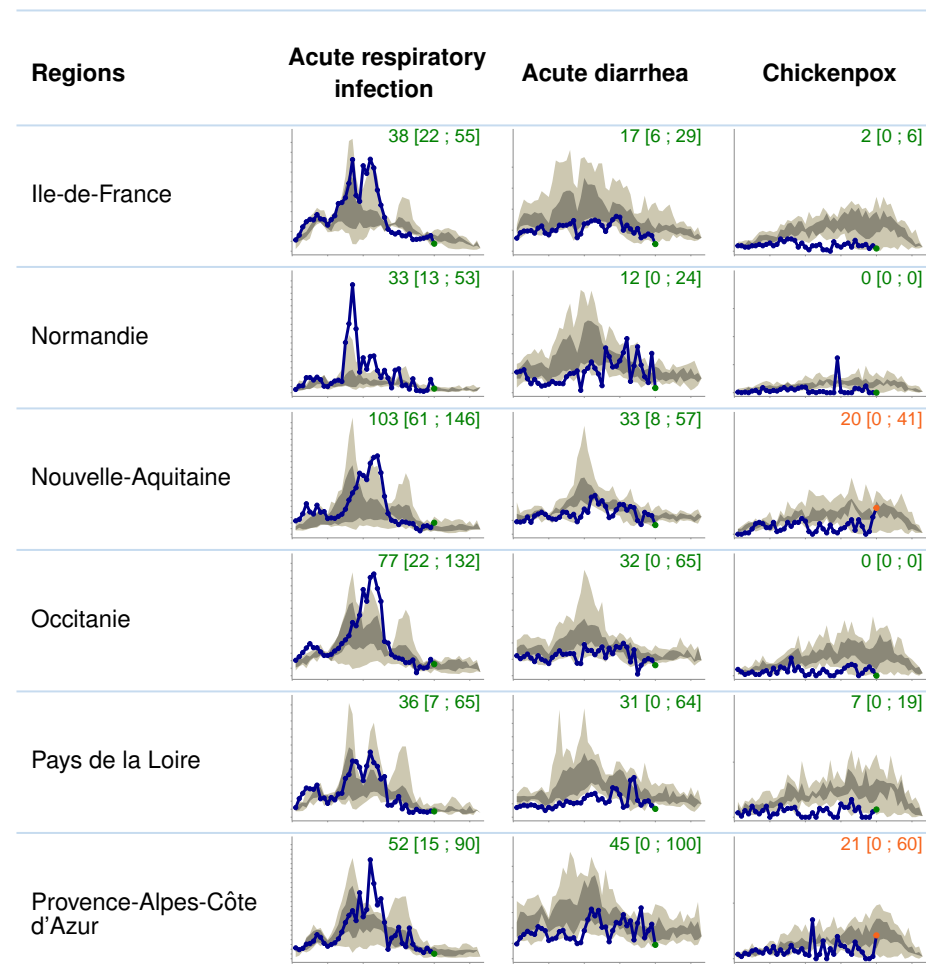 Regions
Acute respiratory
infection
Acute diarrhea
Chickenpox
Ile-de-France
38 [22 ; 55]
17 [6 ; 29]
2 [0 ; 6]
Normandie
33 [13 ; 53]
12 [0 ; 24]
0 [0 ; 0]
Nouvelle-Aquitaine
103 [61 ; 146]
33 [8 ; 57]
20 [0 ; 41]
Occitanie
77 [22 ; 132]
32 [0 ; 65]
0 [0 ; 0]
Pays de la Loire
36 [7 ; 65]
31 [0 ; 64]
7 [0 ; 19]
Provence-Alpes-Côte
d'Azur
52 [15 ; 90]
45 [0 ; 100]
21 [0 ; 60]